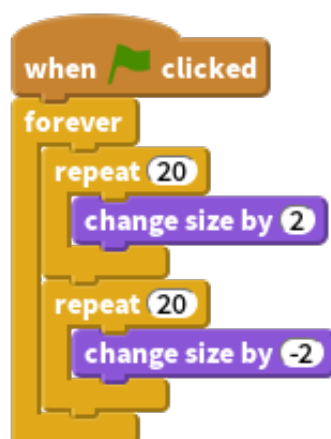 when clicked
forever
repeat 20
change size by 2
repeat 20
change size by -2